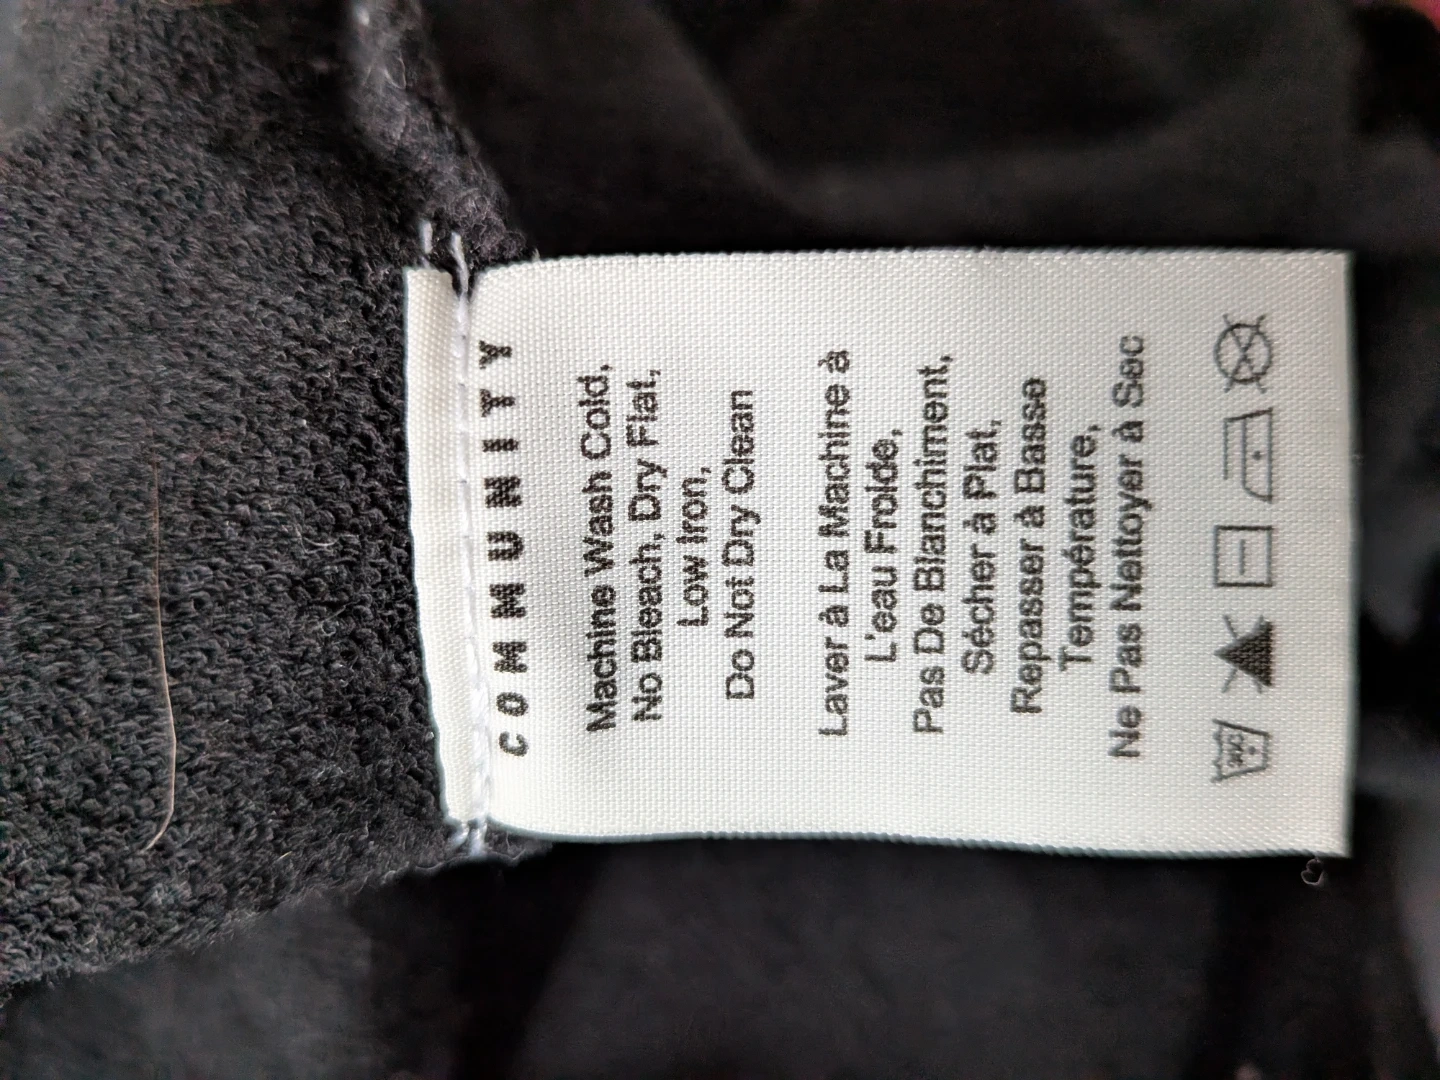 COMMUNITY
Machine Wash Cold,
No Bleach, Dry Flat,
Low Iron,
Do Not Dry Clean
Laver à La Machine à
L'eau Froide,
Pas De Blanchiment,
Sécher à Plat,
Repasser à Basse
Température,
Ne Pas Nettoyer à Sec